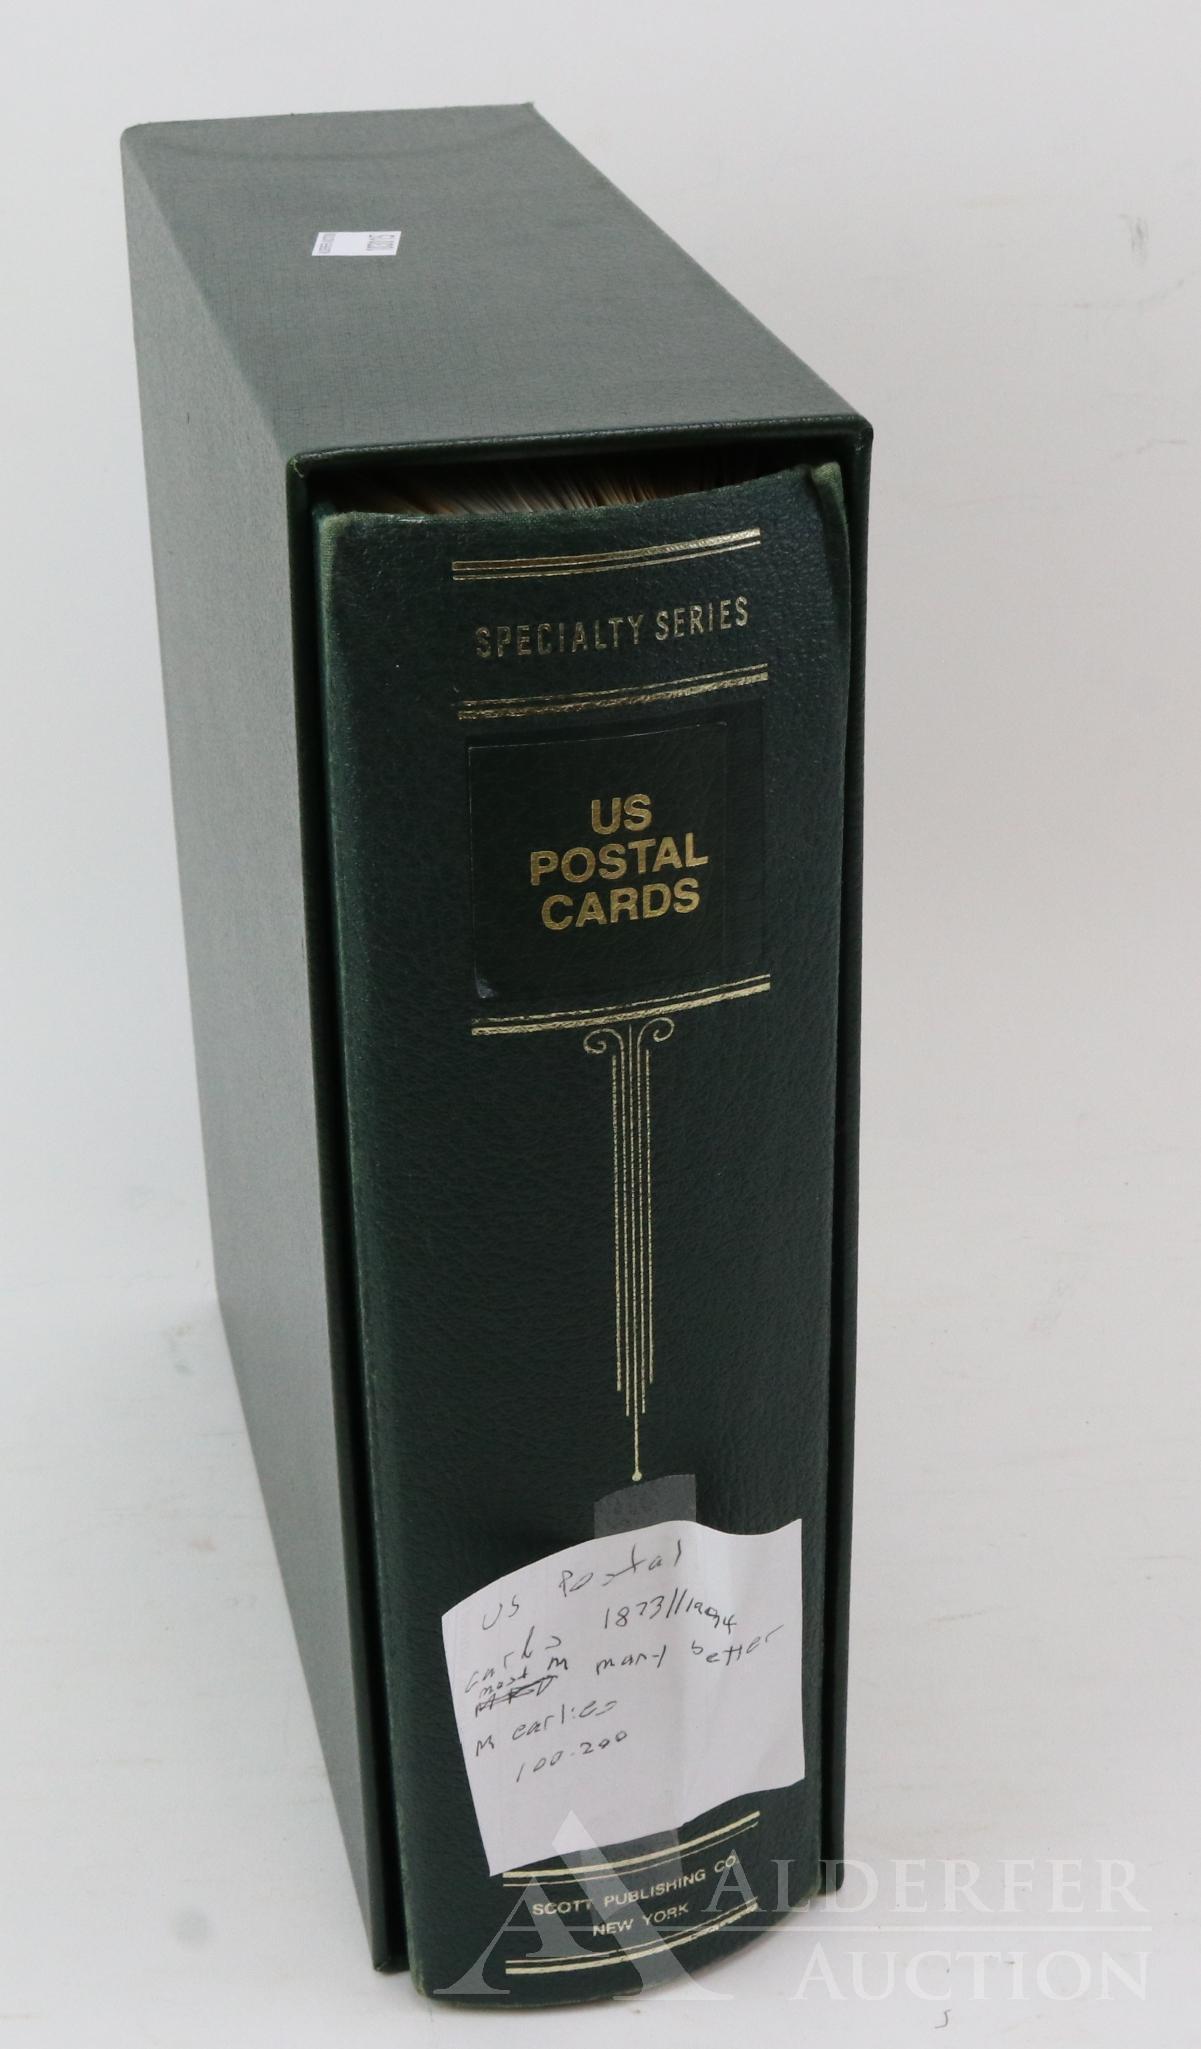 SPECIALTY SERIES
US
POSTAL
CARDS
US Postal
cards 1873//1994
most M many better
M earlies
100-200
SCOTT PUBLISHING CO.
NEW YORK
ALDERFER
AUCTION